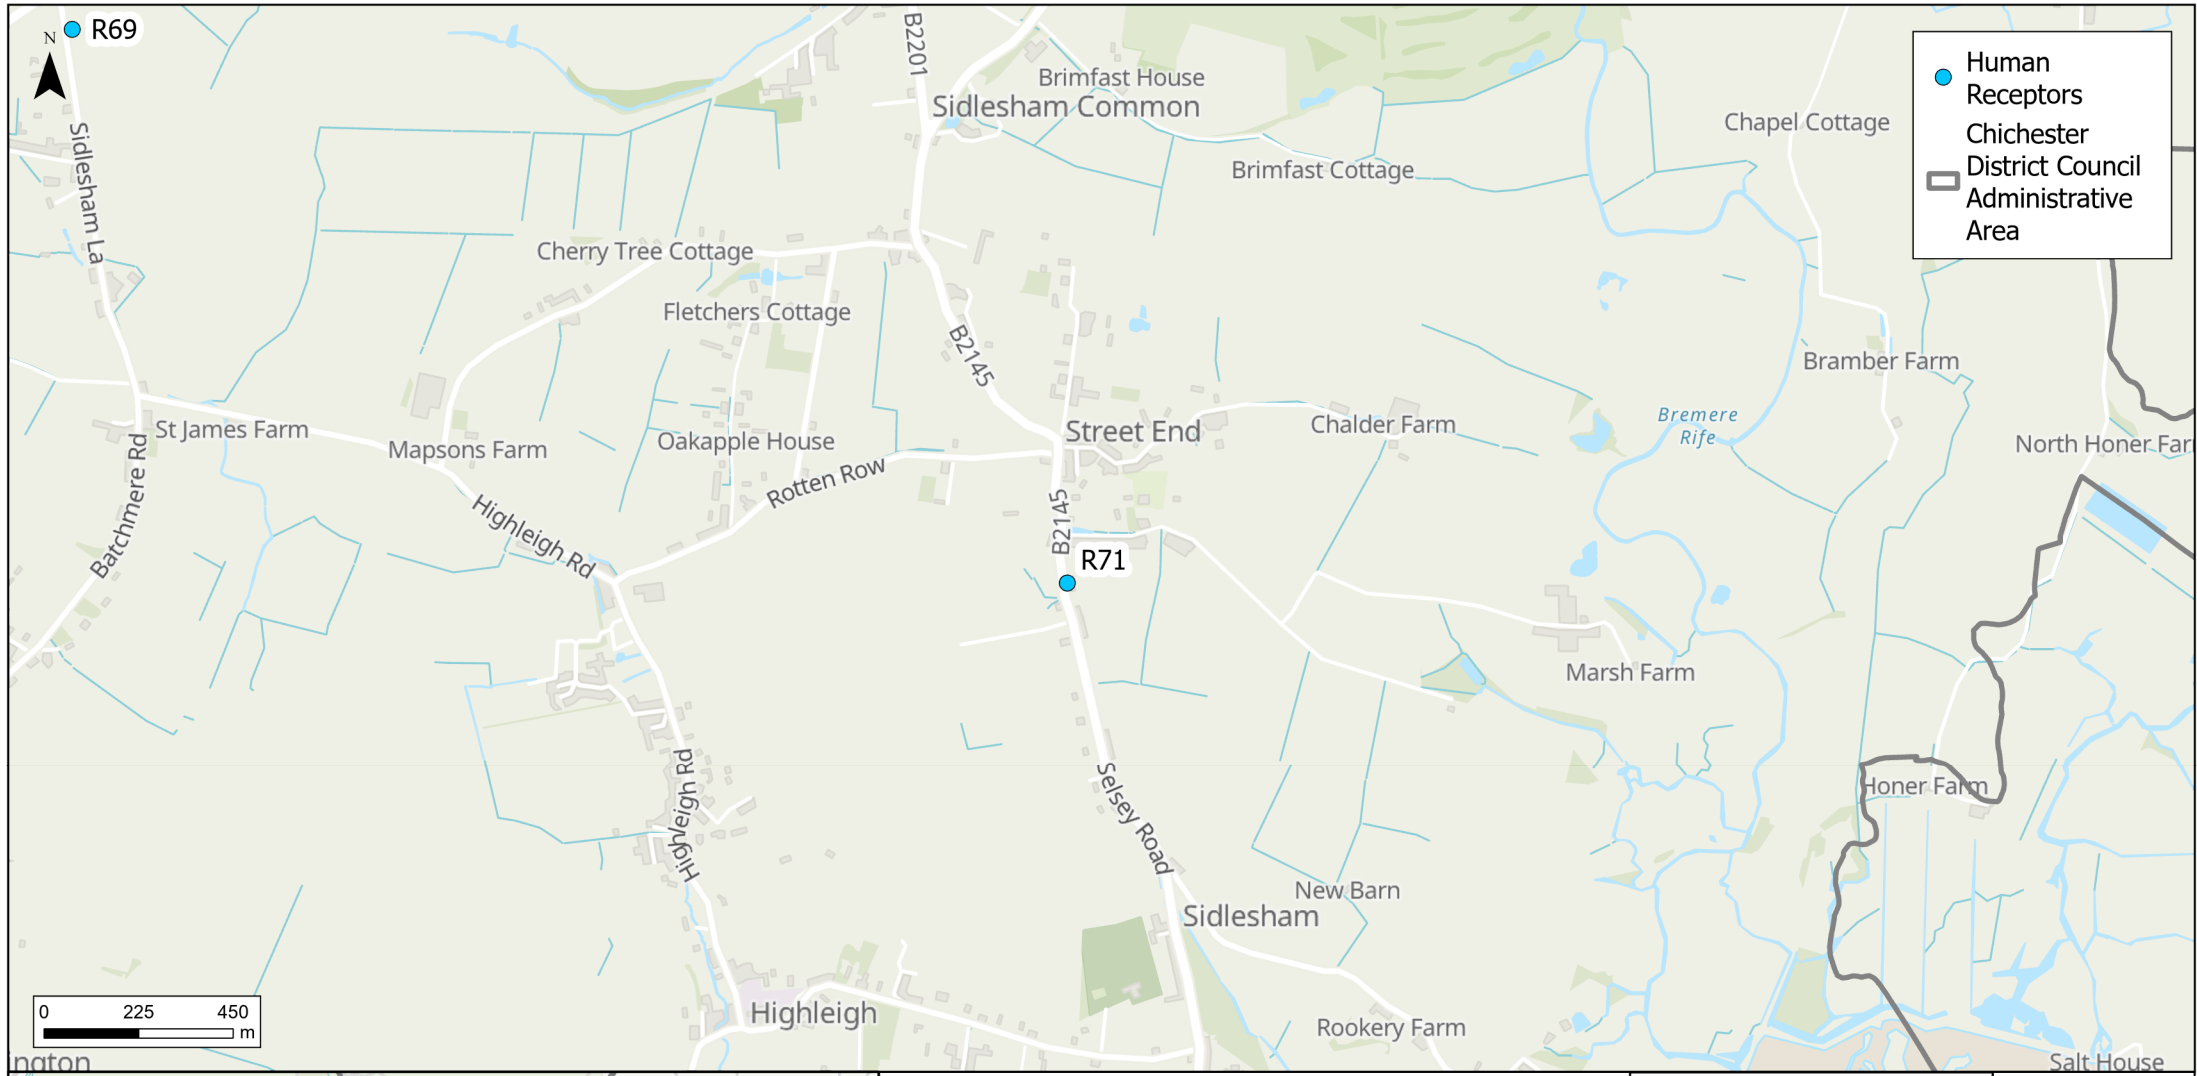 R69
N
B2201
Human
Receptors
Chichester
District Council
Administrative
Area
Brimfast House
Sidlesham Common
Chapel Cottage
Brimfast Cottage
Sidlesham La
Cherry Tree Cottage
Fletchers Cottage
B2145
Bramber Farm
St James Farm
Mapsons Farm
Oakapple House
Street End
Chalder Farm
Bremere
Rife
North Honer Far
Rotten Row
Batchmere Rd
Highleigh Rd
B2145
R71
Marsh Farm
Highleigh Rd
Selsey Road
Honer Farm
New Barn
Sidlesham
Highleigh
Rookery Farm
0 225 450
m
ington
Salt House